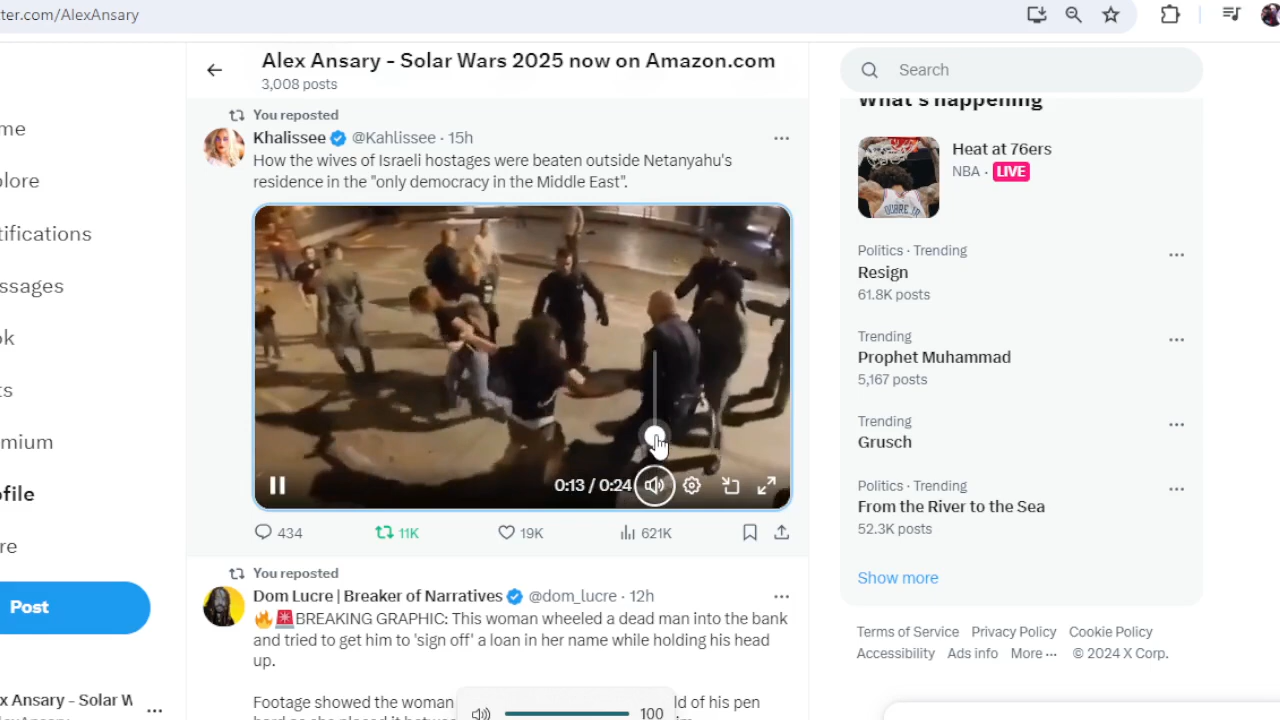 ter.com/AlexAnsary
Alex Ansary - Solar Wars 2025 now on Amazon.com
3,008 posts
me
plore
tifications
ssages
ok
ts
emium
ofile
re
Post
x Ansary - Solar W
You reposted
Khalissee @Kahlissee · 15h
How the wives of Israeli hostages were beaten outside Netanyahu's
residence in the "only democracy in the Middle East".
0:13 / 0:24
434 11K 19K 621K
You reposted
Dom Lucre | Breaker of Narratives @dom_lucre · 12h
🔥🚨BREAKING GRAPHIC: This woman wheeled a dead man into the bank
and tried to get him to 'sign off' a loan in her name while holding his head
up.
Footage showed the woman ld of his pen
100
Search
What's happening
Heat at 76ers
NBA · LIVE
Politics · Trending
Resign
61.8K posts
Trending
Prophet Muhammad
5,167 posts
Trending
Grusch
Politics · Trending
From the River to the Sea
52.3K posts
Show more
Terms of Service Privacy Policy Cookie Policy
Accessibility Ads info More ··· © 2024 X Corp.